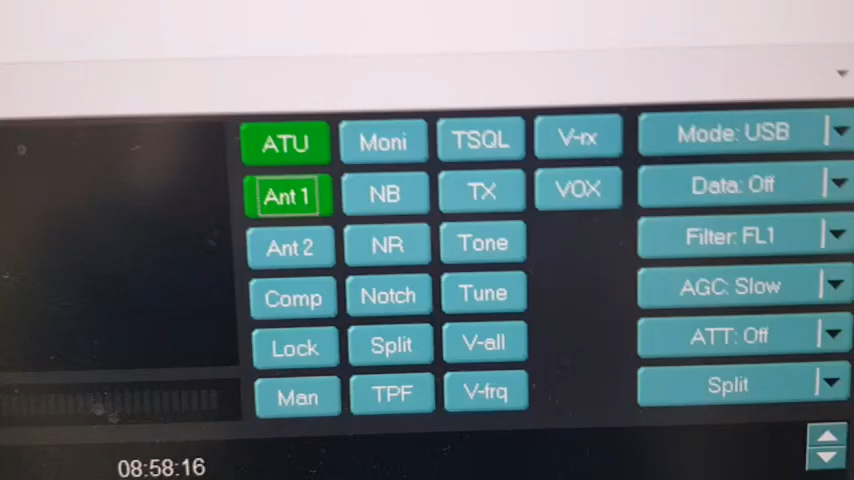 ATU Moni TSQL V-rx Mode: USB
Ant 1 NB TX VOX Data: Off
Ant 2 NR Tone Filter: FL1
Comp Notch Tune AGC: Slow
Lock Split V-all ATT: Off
Man TPF V-frq Split
08:58:16